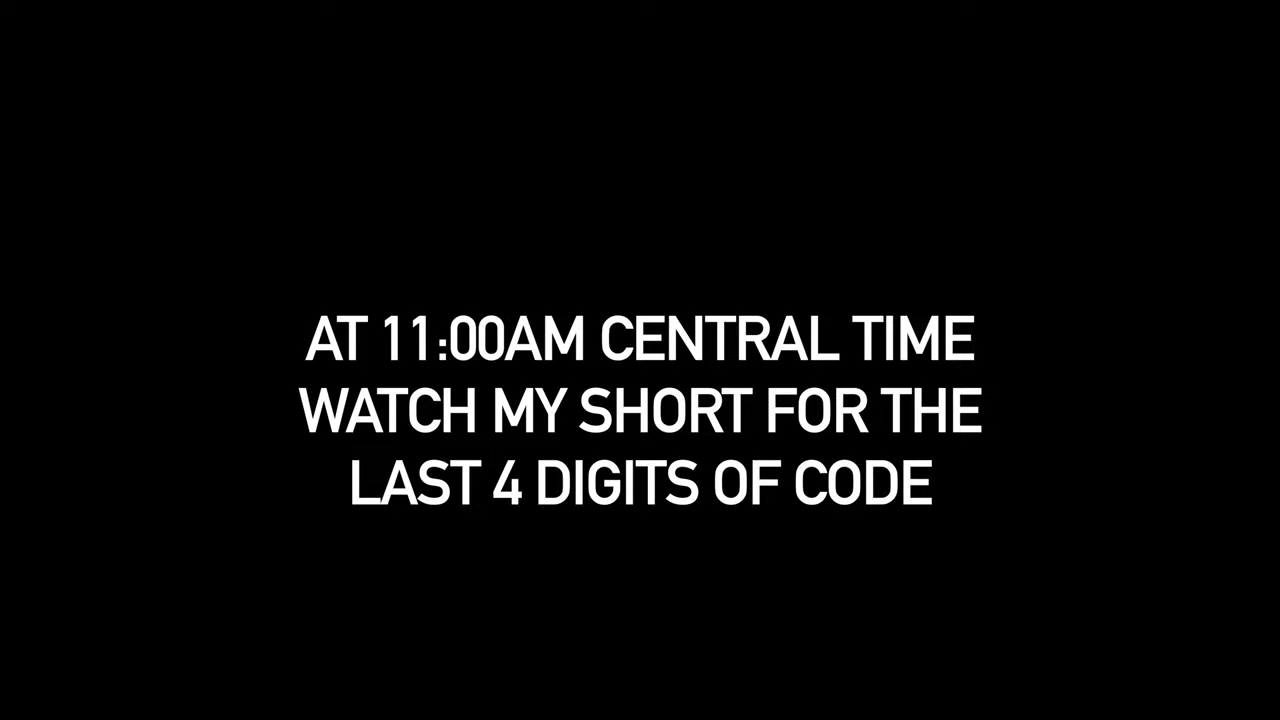 AT 11:00AM CENTRAL TIME
WATCH MY SHORT FOR THE
LAST 4 DIGITS OF CODE